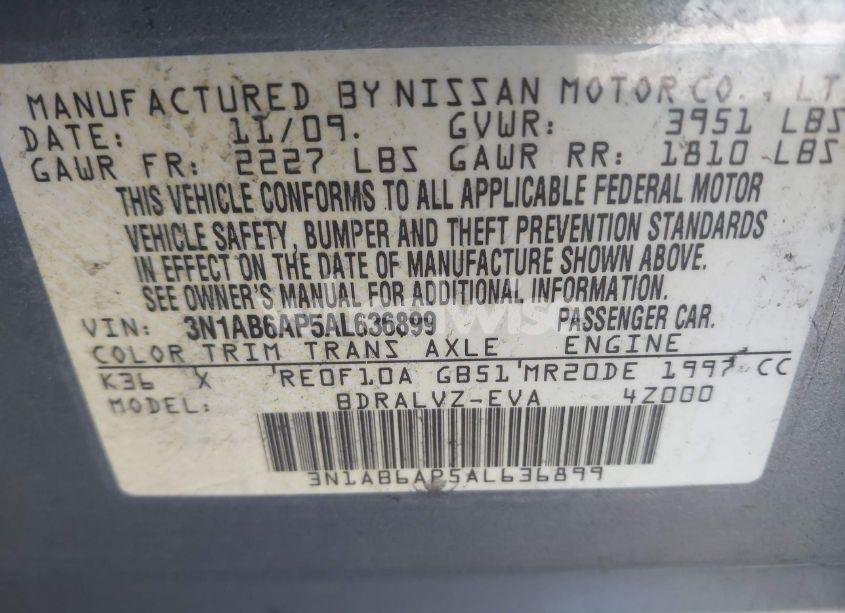 MANUFACTURED BY NISSAN MOTOR CO., LT
DATE: 11/09. GVWR: 3951 LBS
GAWR FR: 2227 LBS GAWR RR: 1810 LBS
THIS VEHICLE CONFORMS TO ALL APPLICABLE FEDERAL MOTOR
VEHICLE SAFETY, BUMPER AND THEFT PREVENTION STANDARDS
IN EFFECT ON THE DATE OF MANUFACTURE SHOWN ABOVE.
SEE OWNER'S MANUAL FOR ADDITIONAL INFORMATION.
VIN: 3N1AB6AP5AL636899 PASSENGER CAR.
COLOR TRIM TRANS AXLE ENGINE
K36 X RE0F10A GB51 MR20DE 1997 CC
MODEL: BDRALVZ-EVA 4Z000
3N1AB6AP5AL636899